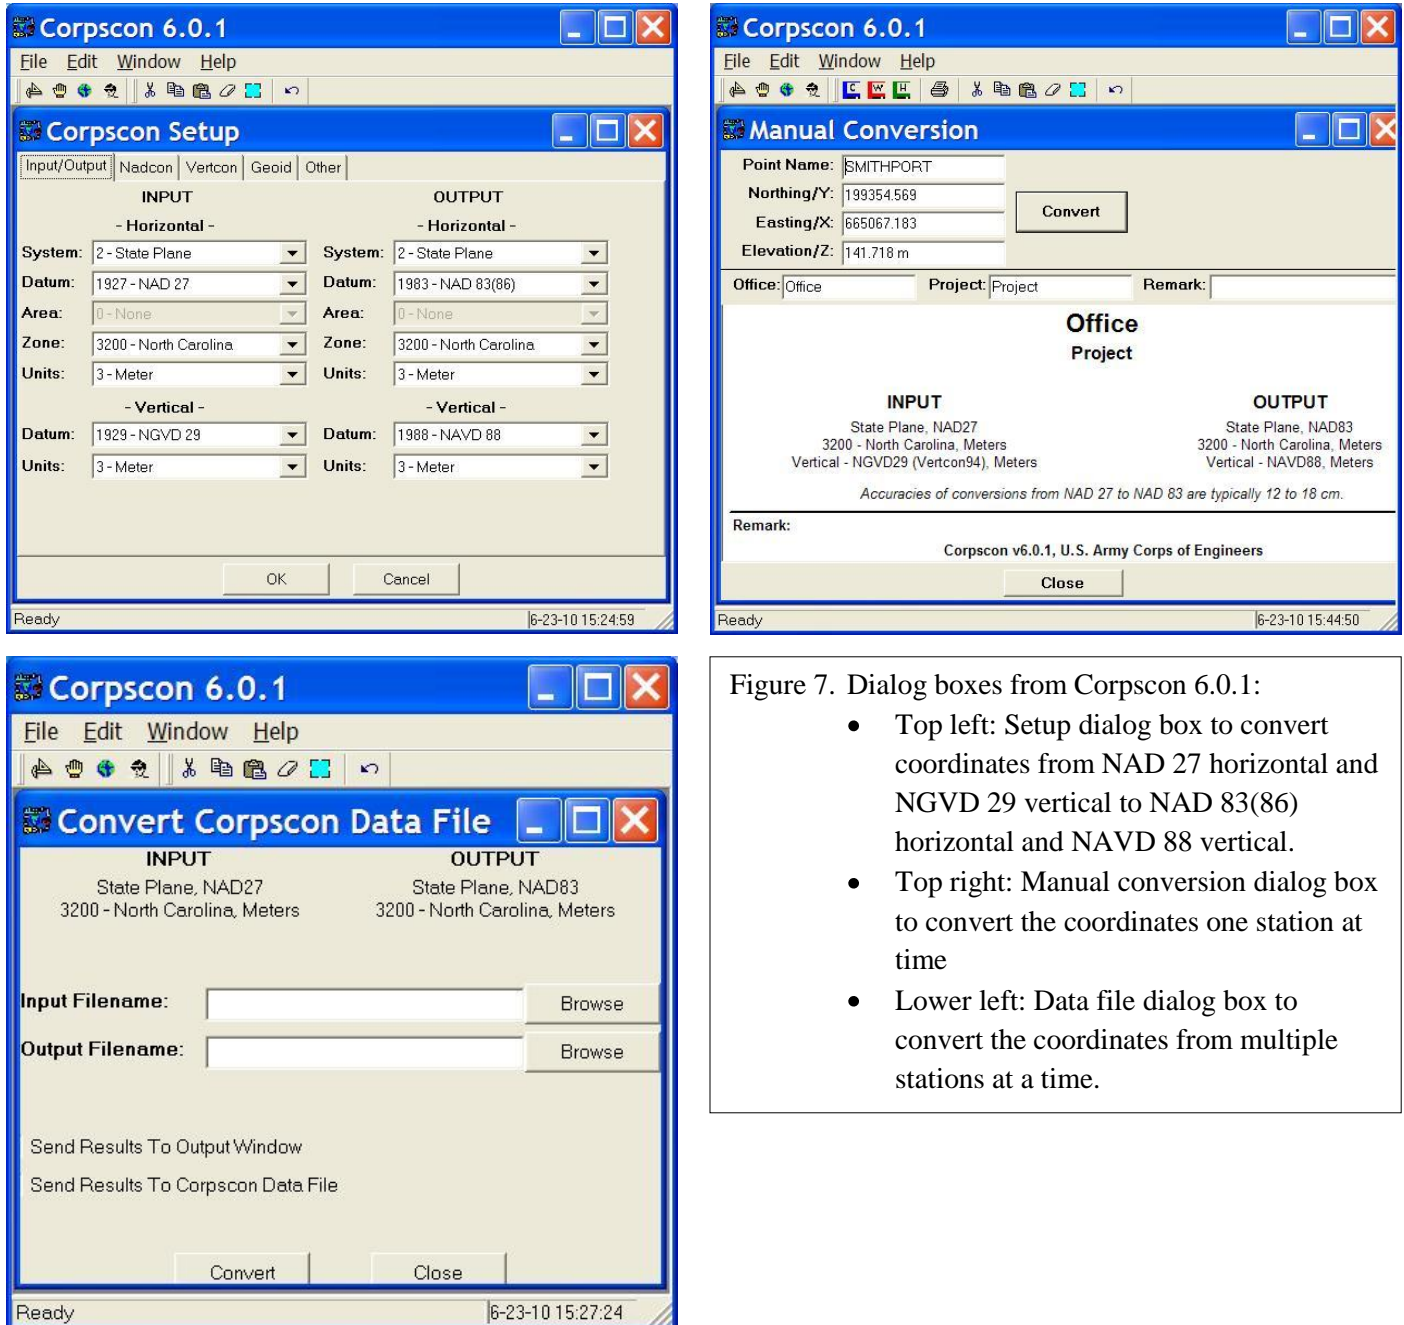 Corpscon 6.0.1
File Edit Window Help
Corpscon Setup
Input/Output Nadcon Vertcon Geoid Other
INPUT OUTPUT
- Horizontal - - Horizontal -
System: 2 - State Plane System: 2 - State Plane
Datum: 1927 - NAD 27 Datum: 1983 - NAD 83(86)
Area: 0 - None Area: 0 - None
Zone: 3200 - North Carolina Zone: 3200 - North Carolina
Units: 3 - Meter Units: 3 - Meter
- Vertical - - Vertical -
Datum: 1929 - NGVD 29 Datum: 1988 - NAVD 88
Units: 3 - Meter Units: 3 - Meter
OK Cancel
Ready 6-23-10 15:24:59
Corpscon 6.0.1
File Edit Window Help
C W H
Manual Conversion
Point Name: SMITHPORT
Northing/Y: 199354.569
Easting/X: 665067.183
Convert
Elevation/Z: 141.718 m
Office: Office Project: Project Remark:
Office
Project
INPUT OUTPUT
State Plane, NAD27 State Plane, NAD83
3200 - North Carolina, Meters 3200 - North Carolina, Meters
Vertical - NGVD29 (Vertcon94), Meters Vertical - NAVD88, Meters
Accuracies of conversions from NAD 27 to NAD 83 are typically 12 to 18 cm.
Remark:
Corpscon v6.0.1, U.S. Army Corps of Engineers
Close
Ready 6-23-10 15:44:50
Corpscon 6.0.1
File Edit Window Help
Convert Corpscon Data File
INPUT OUTPUT
State Plane, NAD27 State Plane, NAD83
3200 - North Carolina, Meters 3200 - North Carolina, Meters
Input Filename: Browse
Output Filename: Browse
Send Results To Output Window
Send Results To Corpscon Data File
Convert Close
Ready 6-23-10 15:27:24
Figure 7. Dialog boxes from Corpscon 6.0.1:
• Top left: Setup dialog box to convert
coordinates from NAD 27 horizontal and
NGVD 29 vertical to NAD 83(86)
horizontal and NAVD 88 vertical.
• Top right: Manual conversion dialog box
to convert the coordinates one station at
time
• Lower left: Data file dialog box to
convert the coordinates from multiple
stations at a time.